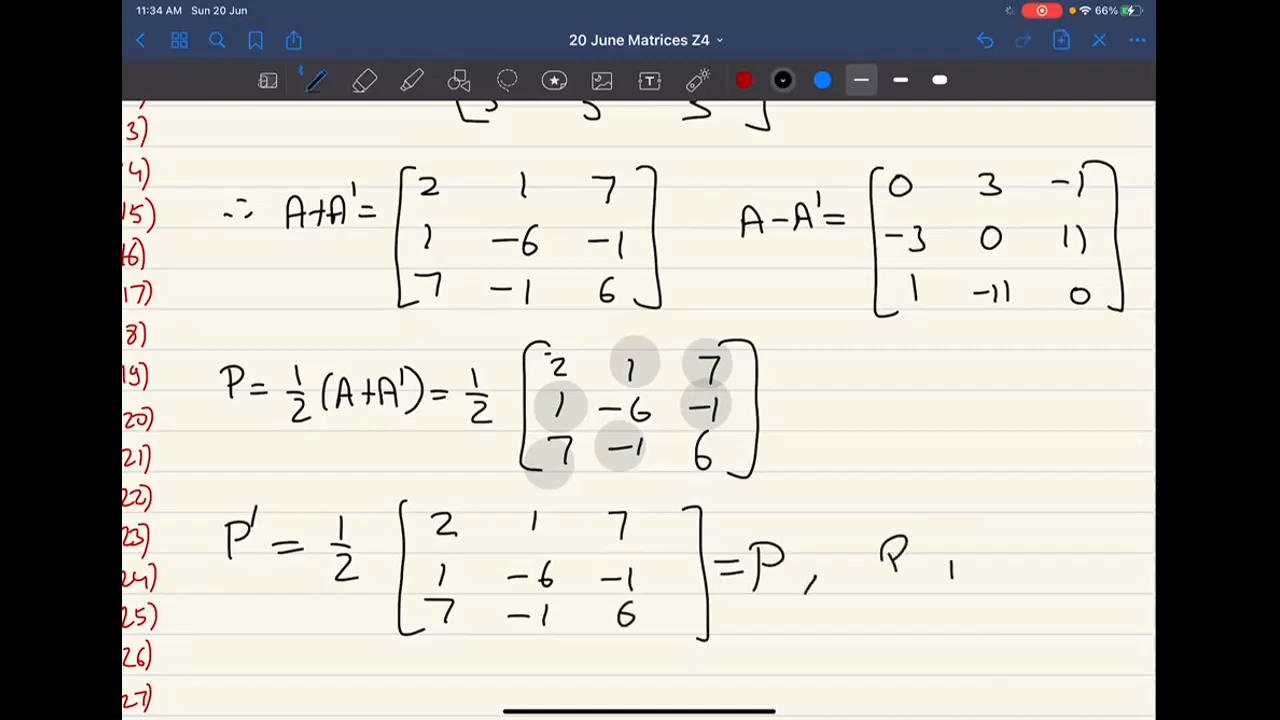 11:34 AM Sun 20 Jun 66%
20 June Matrices Z4
3)
4)
15)
16)
17)
18)
19)
20)
21)
22)
23)
24)
25)
26)
27)
[3 5 3]
∴ A+A' = [2 1 7 A-A' = [0 3 -1
1 -6 -1 -3 0 11
7 -1 6] 1 -11 0]
P = 1/2 (A+A') = 1/2 [2 1 7
1 -6 -1
7 -1 6]
P' = 1/2 [2 1 7
1 -6 -1
7 -1 6] = P, P I